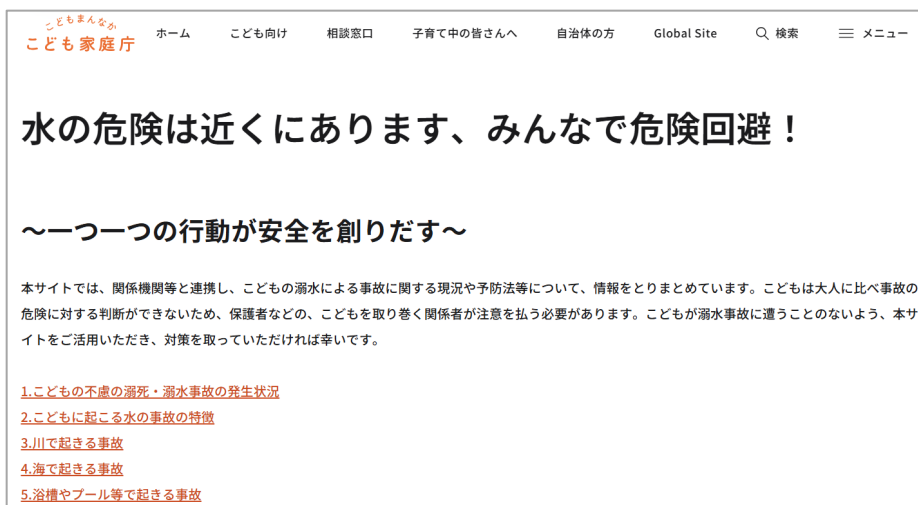 こどもまんなか
こども家庭庁
ホーム こども向け 相談窓口 子育て中の皆さんへ 自治体の方 Global Site 検索 メニュー
水の危険は近くにあります、みんなで危険回避！
～一つ一つの行動が安全を創りだす～
本サイトでは、関係機関等と連携し、こどもの溺水による事故に関する現況や予防法等について、情報をとりまとめています。こどもは大人に比べ事故の
危険に対する判断ができないため、保護者などの、こどもを取り巻く関係者が注意を払う必要があります。こどもが溺水事故に遭うことのないよう、本サ
イトをご活用いただき、対策を取っていただければ幸いです。
1.こどもの不慮の溺死・溺水事故の発生状況
2.こどもに起こる水の事故の特徴
3.川で起きる事故
4.海で起きる事故
5.浴槽やプール等で起きる事故